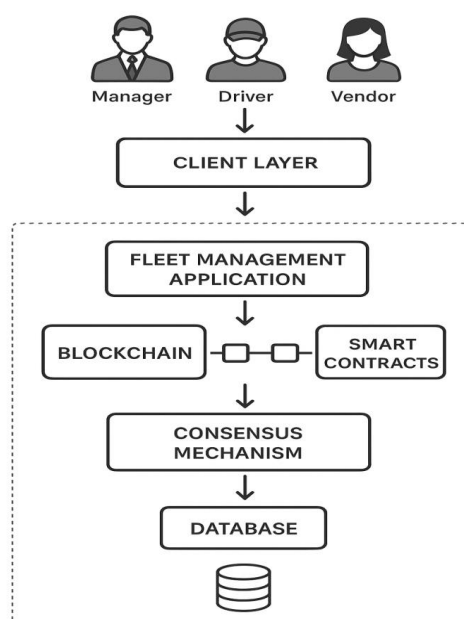 Manager Driver Vendor
CLIENT LAYER
FLEET MANAGEMENT
APPLICATION
BLOCKCHAIN
SMART
CONTRACTS
CONSENSUS
MECHANISM
DATABASE